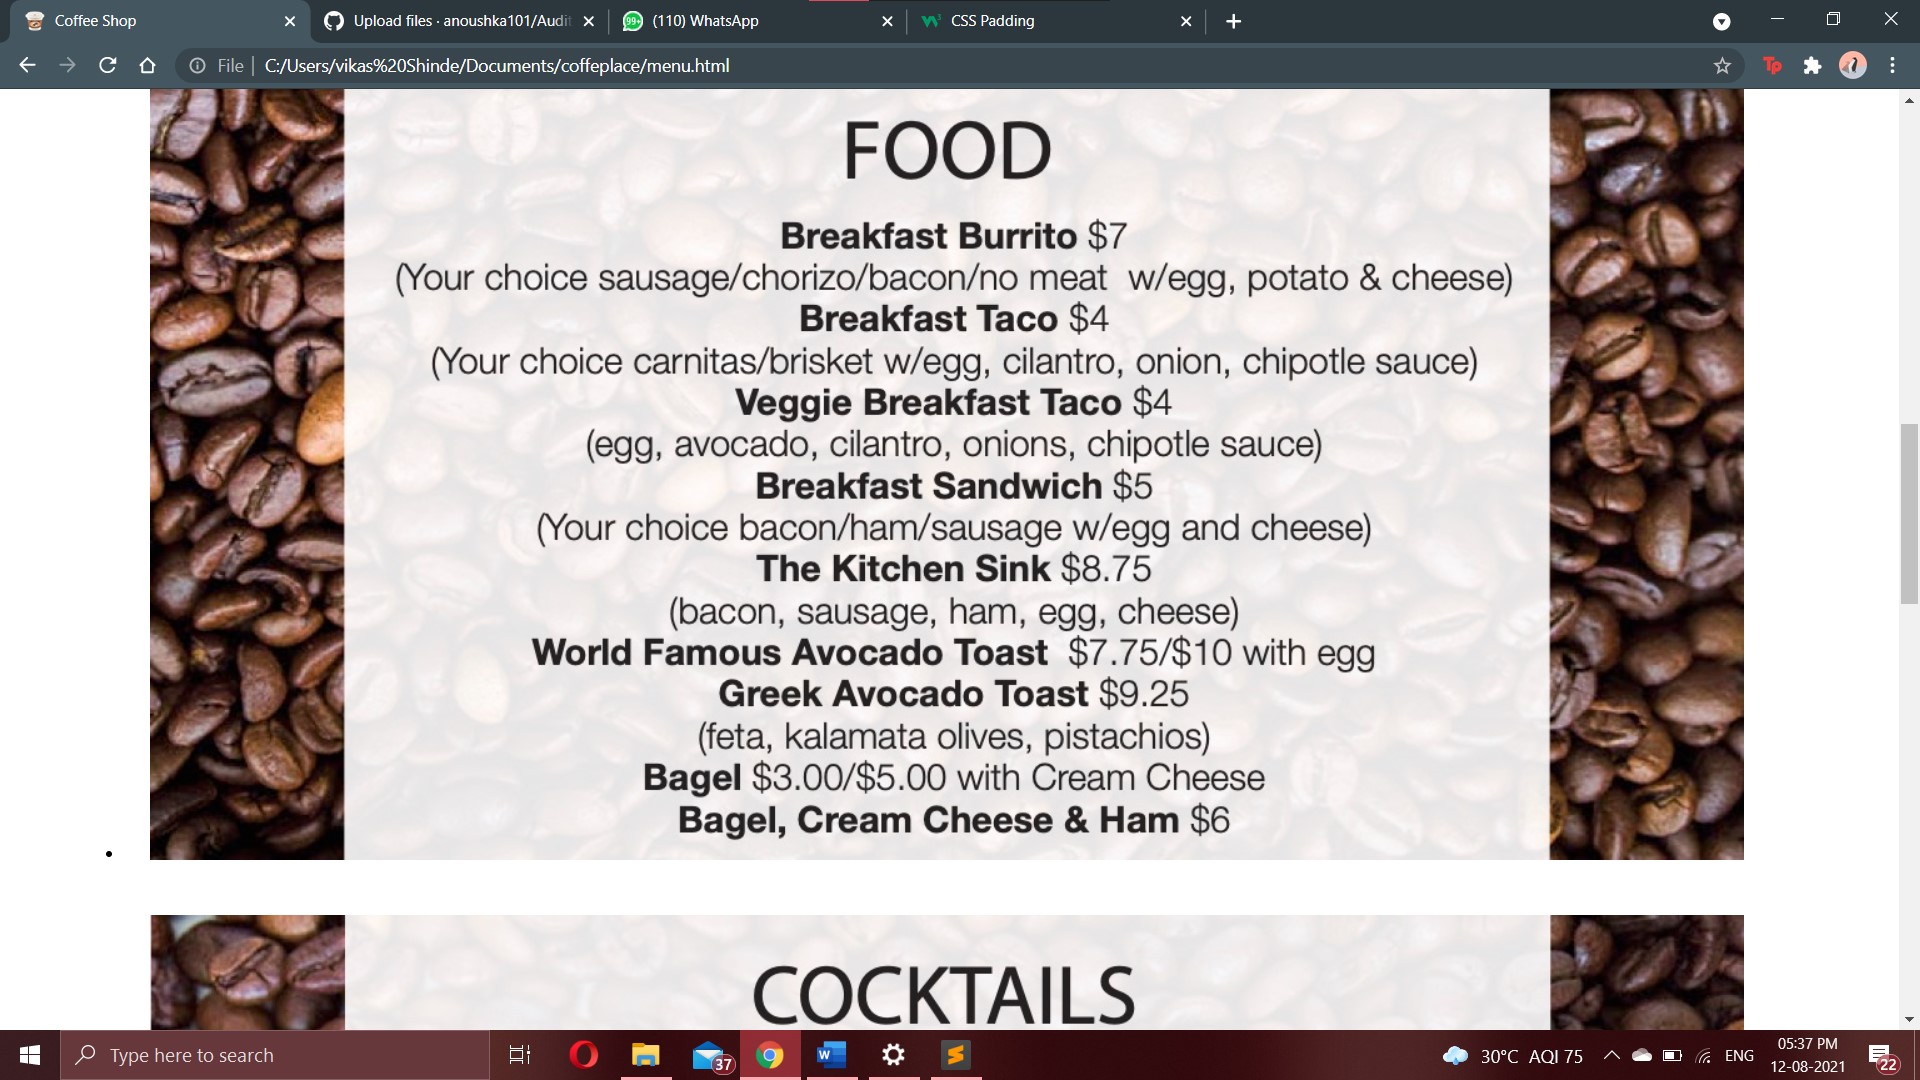 Coffee Shop
Upload files · anoushka101/Audit
99+ (110) WhatsApp
CSS Padding
File C:/Users/vikas%20Shinde/Documents/coffeplace/menu.html
Tp
FOOD
Breakfast Burrito $7
(Your choice sausage/chorizo/bacon/no meat w/egg, potato & cheese)
Breakfast Taco $4
(Your choice carnitas/brisket w/egg, cilantro, onion, chipotle sauce)
Veggie Breakfast Taco $4
(egg, avocado, cilantro, onions, chipotle sauce)
Breakfast Sandwich $5
(Your choice bacon/ham/sausage w/egg and cheese)
The Kitchen Sink $8.75
(bacon, sausage, ham, egg, cheese)
World Famous Avocado Toast $7.75/$10 with egg
Greek Avocado Toast $9.25
(feta, kalamata olives, pistachios)
Bagel $3.00/$5.00 with Cream Cheese
Bagel, Cream Cheese & Ham $6
COCKTAILS
Type here to search
37
W
30°C AQI 75
ENG
05:37 PM
12-08-2021
22